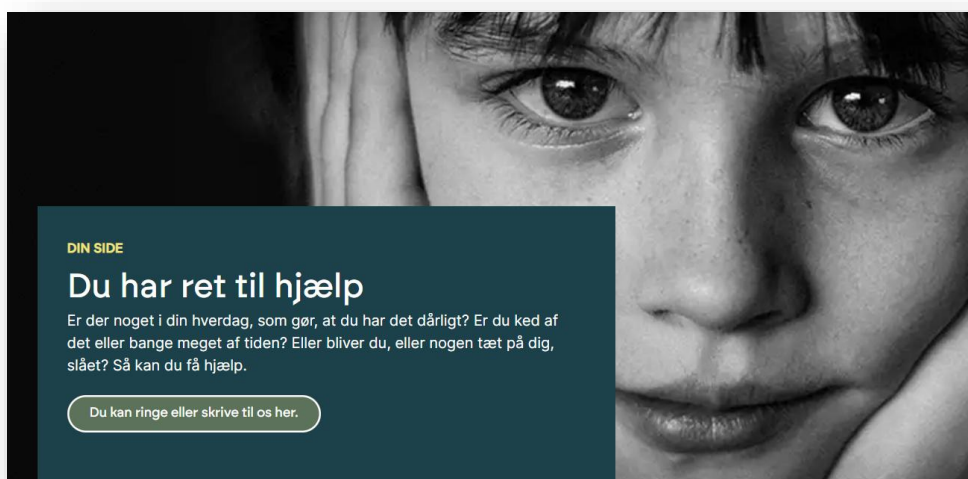 DIN SIDE
Du har ret til hjælp
Er der noget i din hverdag, som gør, at du har det dårligt? Er du ked af
det eller bange meget af tiden? Eller bliver du, eller nogen tæt på dig,
slået? Så kan du få hjælp.
Du kan ringe eller skrive til os her.